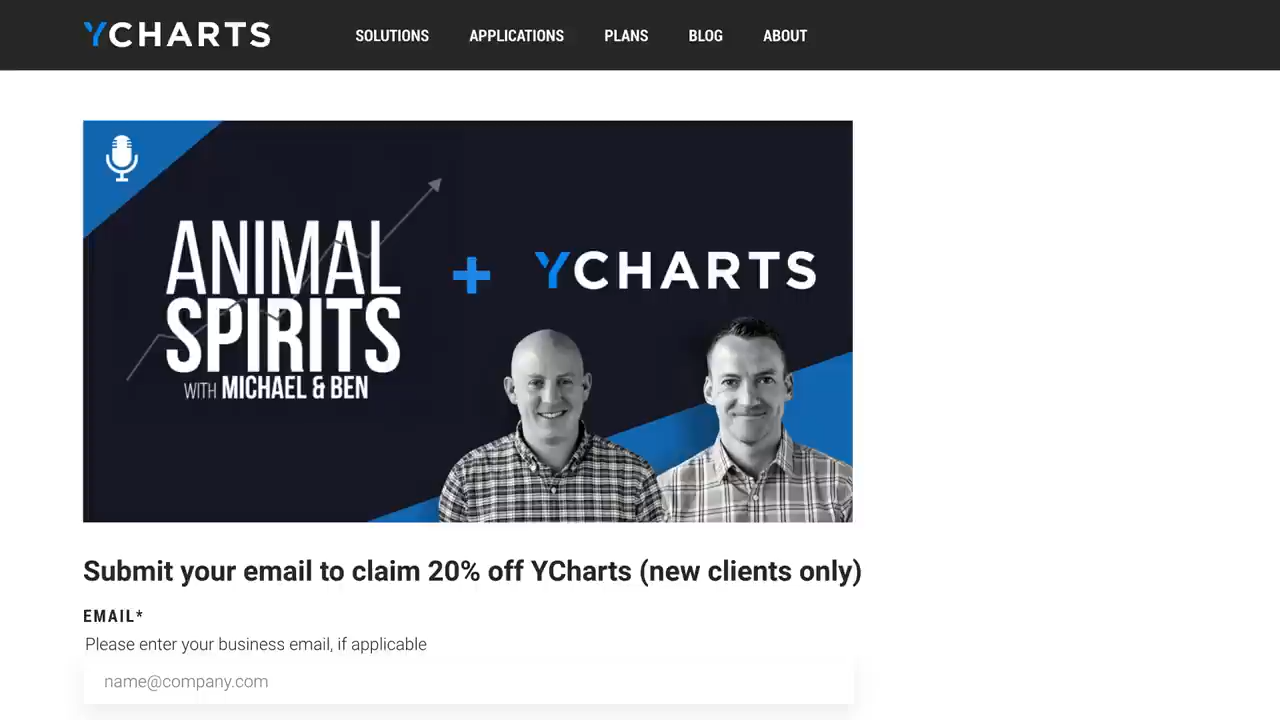 YCHARTS
SOLUTIONS
APPLICATIONS
PLANS
BLOG
ABOUT
ANIMAL
SPIRITS
WITH MICHAEL & BEN
+
YCHARTS
Submit your email to claim 20% off YCharts (new clients only)
EMAIL*
Please enter your business email, if applicable
name@company.com